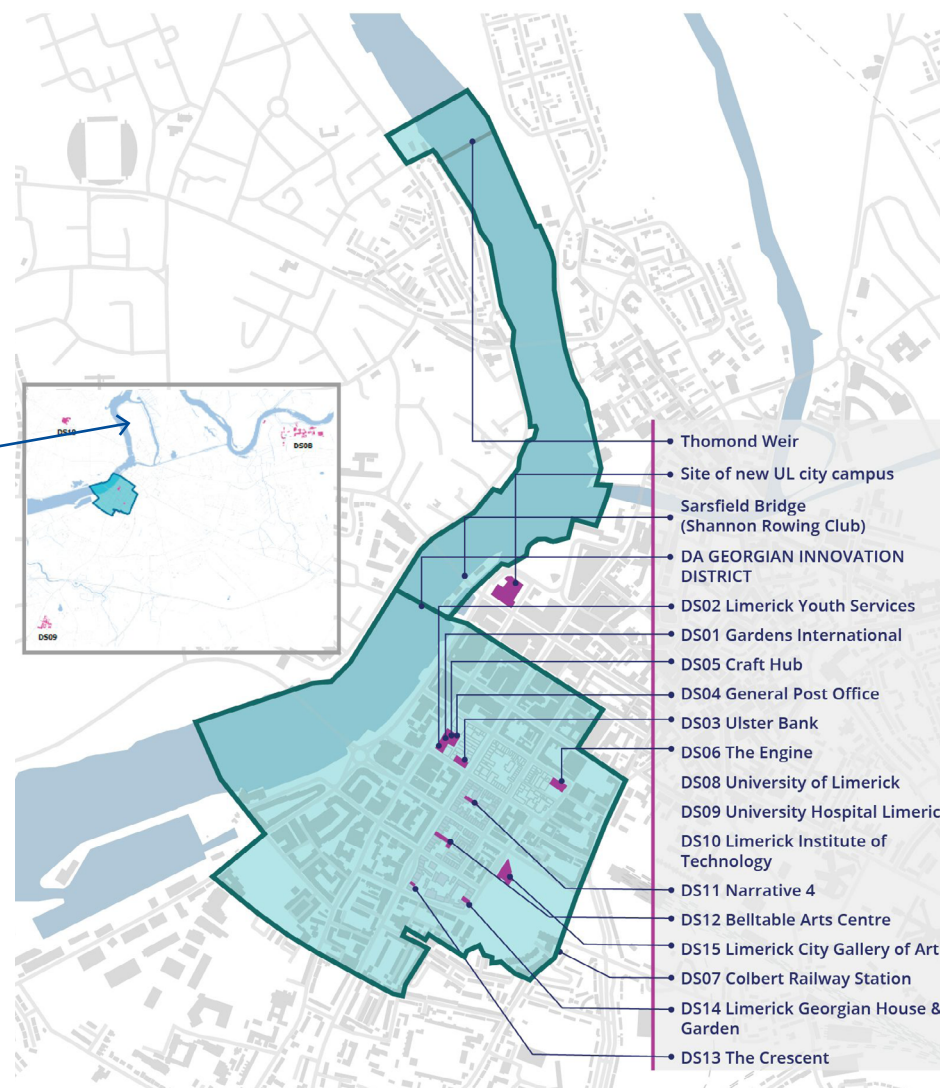 DS10
DS08
DS09
Thomond Weir
Site of new UL city campus
Sarsfield Bridge
(Shannon Rowing Club)
DA GEORGIAN INNOVATION
DISTRICT
DS02 Limerick Youth Services
DS01 Gardens International
DS05 Craft Hub
DS04 General Post Office
DS03 Ulster Bank
DS06 The Engine
DS08 University of Limerick
DS09 University Hospital Limeric
DS10 Limerick Institute of
Technology
DS11 Narrative 4
DS12 Belltable Arts Centre
DS15 Limerick City Gallery of Art
DS07 Colbert Railway Station
DS14 Limerick Georgian House &
Garden
DS13 The Crescent